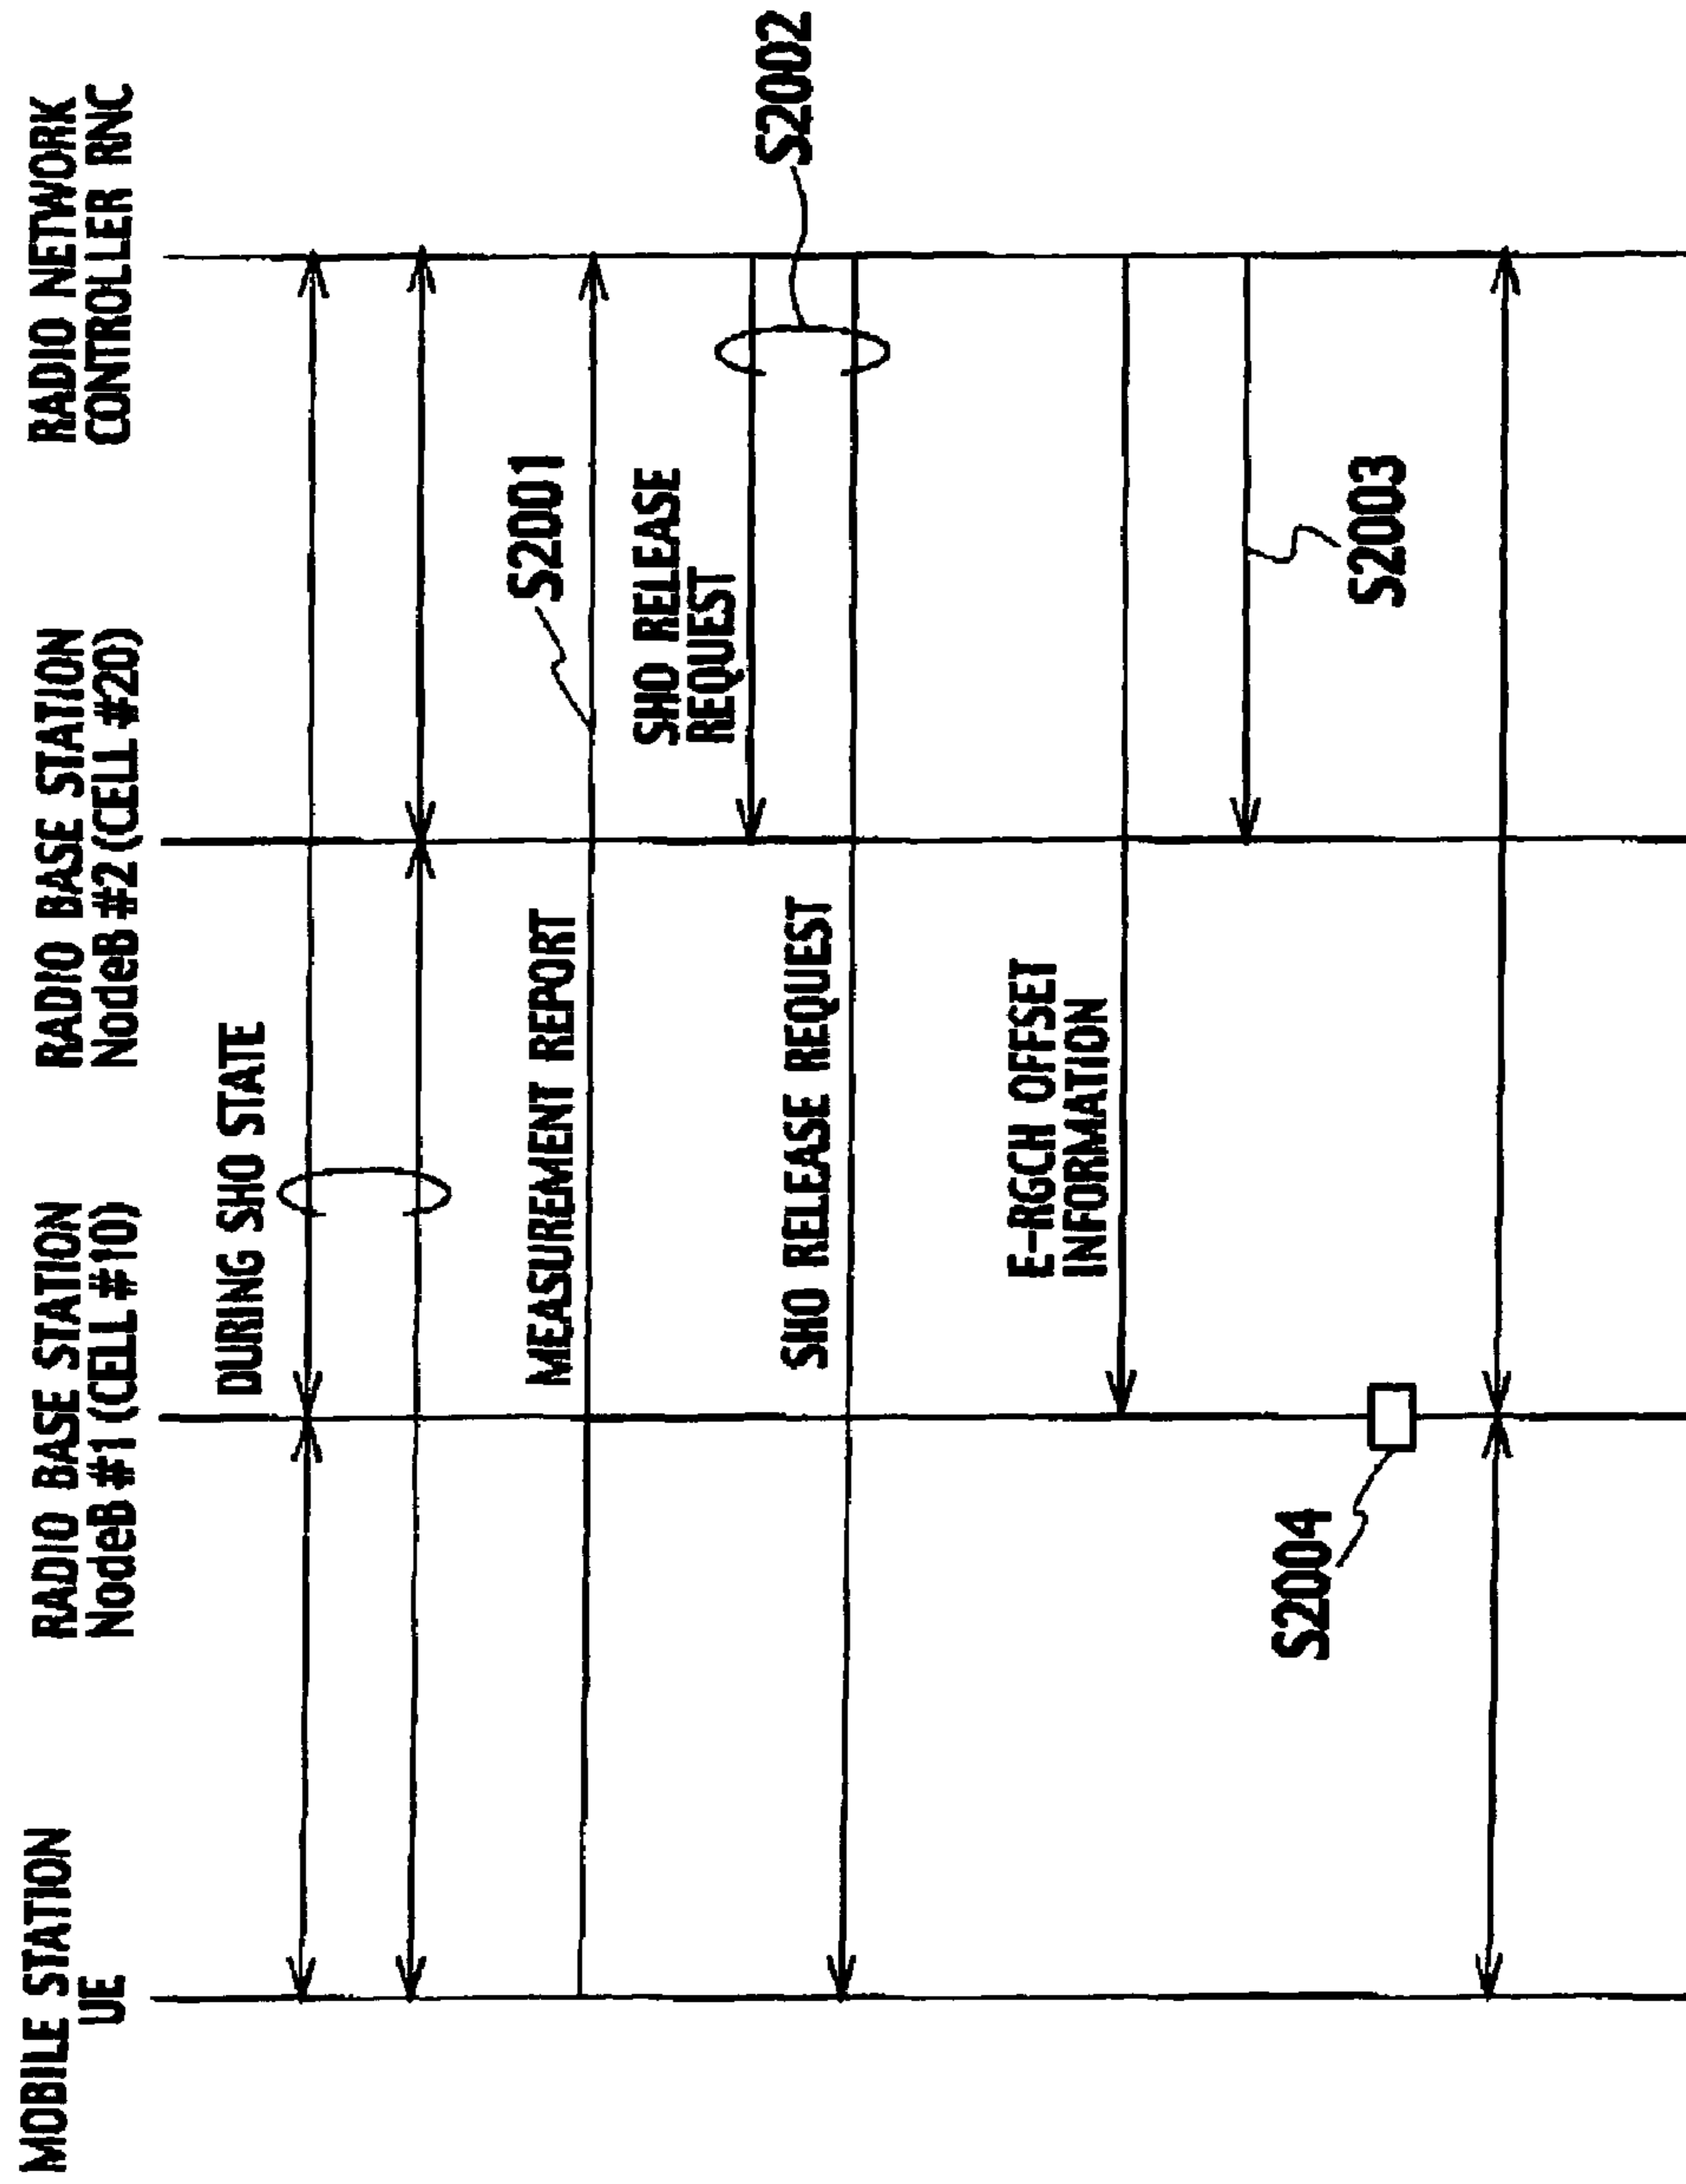 MOBILE STATION
UE
RADIO BASE STATION
NodeB #1 (CELL #10)
RADIO BASE STATION
NodeB #2 (CELL #20)
RADIO NETWORK
CONTROLLER RNC
DURING SHO STATE
MEASUREMENT REPORT
S2001
SHO RELEASE
REQUEST
S2002
SHO RELEASE REQUEST
E-RGCH OFFSET
INFORMATION
S2003
S2004